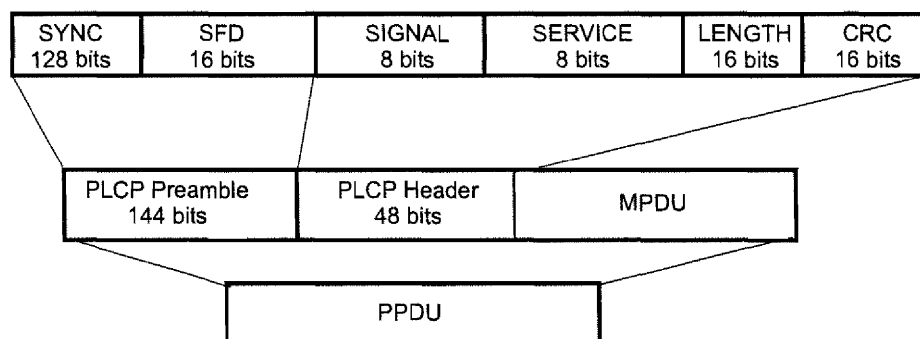 SYNC SFD SIGNAL SERVICE LENGTH CRC
128 bits 16 bits 8 bits 8 bits 16 bits 16 bits
PLCP Preamble PLCP Header MPDU
144 bits 48 bits
PPDU